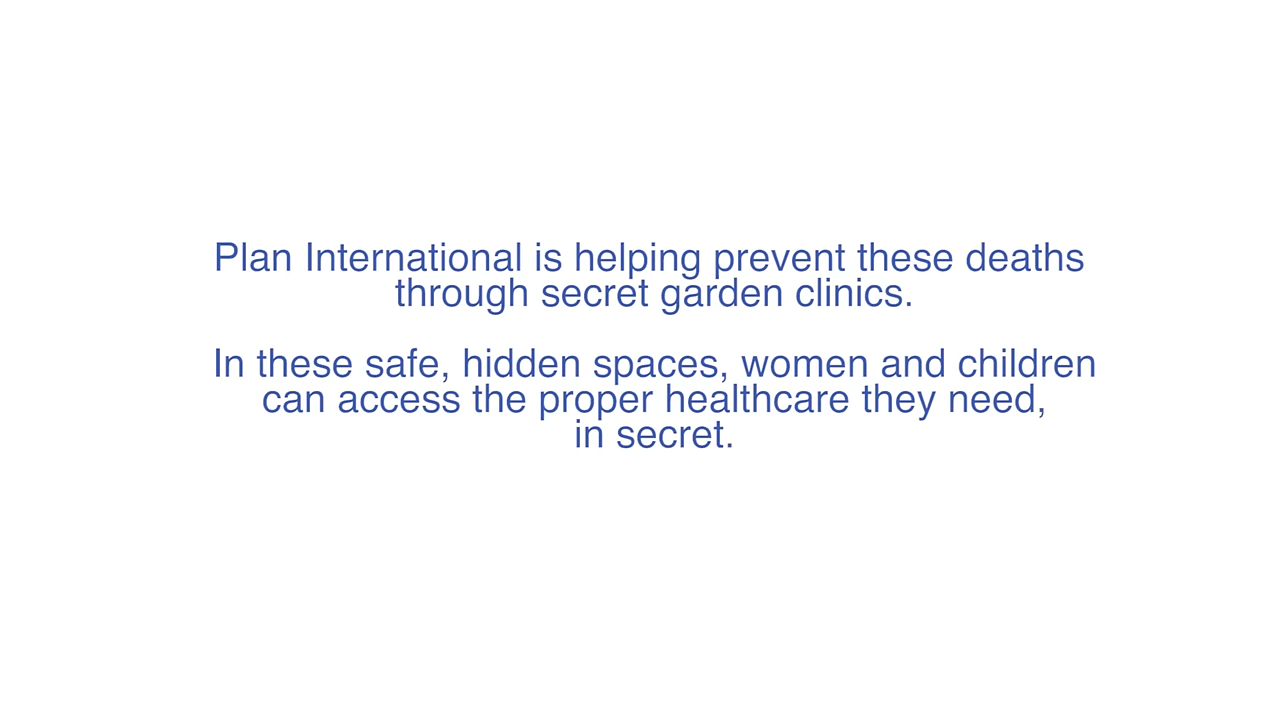 Plan International is helping prevent these deaths
through secret garden clinics.
In these safe, hidden spaces, women and children
can access the proper healthcare they need,
in secret.